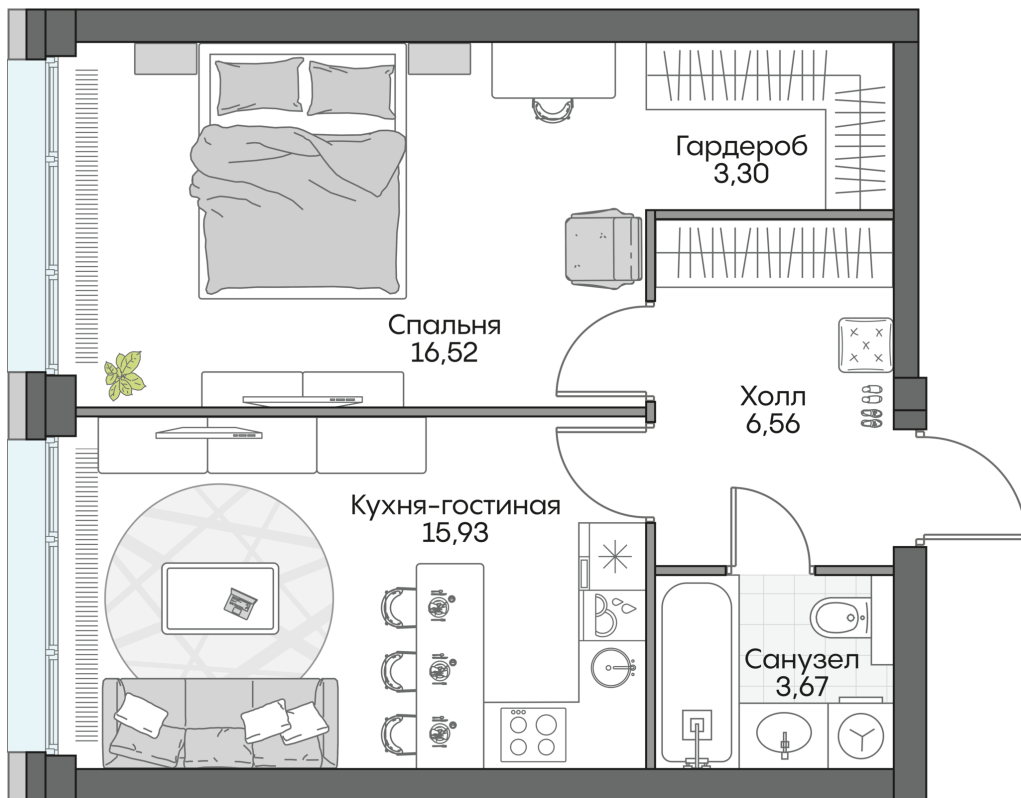 Гардероб
3,30
Спальня
16,52
Холл
6,56
Кухня-гостиная
15,93
Санузел
3,67